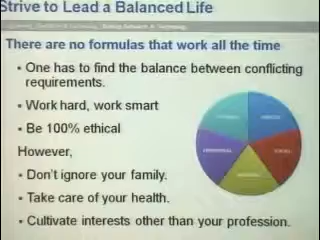 Strive to Lead a Balanced Life
There are no formulas that work all the time
• One has to find the balance between conflicting
requirements.
• Work hard, work smart
• Be 100% ethical
However,
• Don't ignore your family.
• Take care of your health.
• Cultivate interests other than your profession.